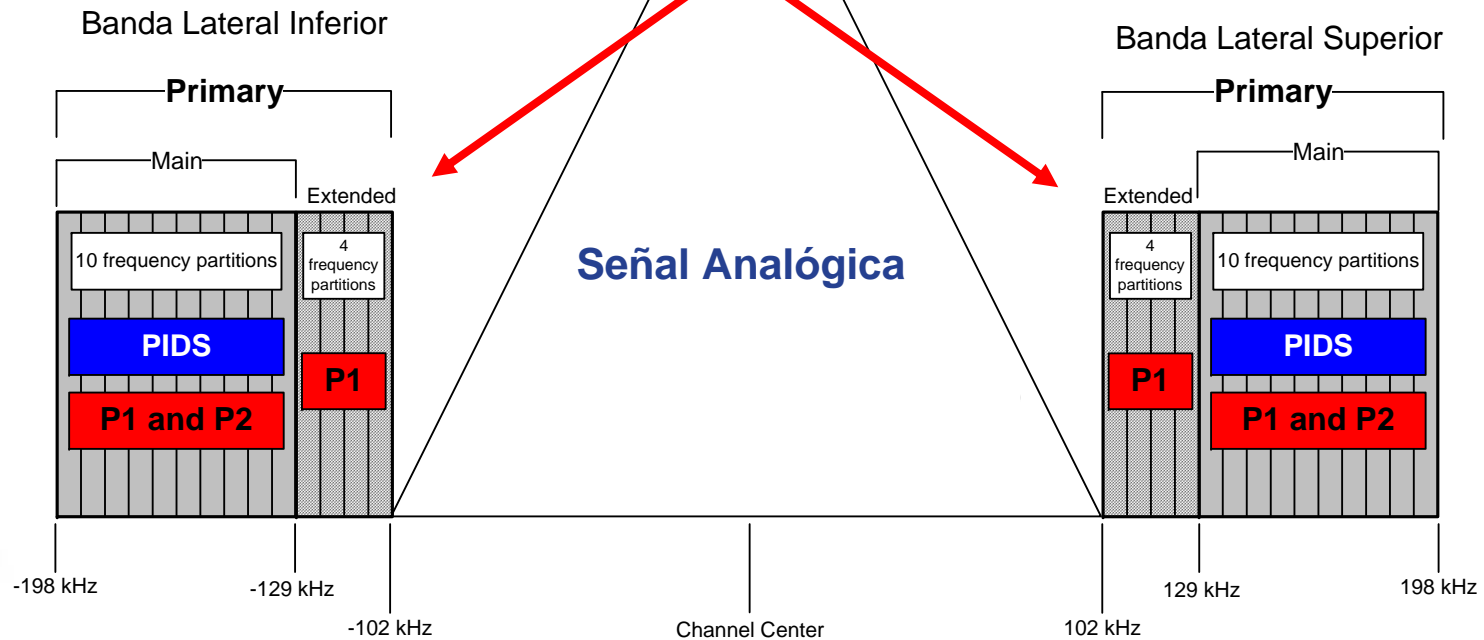 Banda Lateral Inferior
Banda Lateral Superior
Primary
Primary
Main
Main
Extended
Extended
10 frequency partitions
4
frequency
partitions
Señal Analógica
4
frequency
partitions
10 frequency partitions
PIDS
PIDS
P1
P1
P1 and P2
P1 and P2
-198 kHz
-129 kHz
-102 kHz
Channel Center
102 kHz
129 kHz
198 kHz